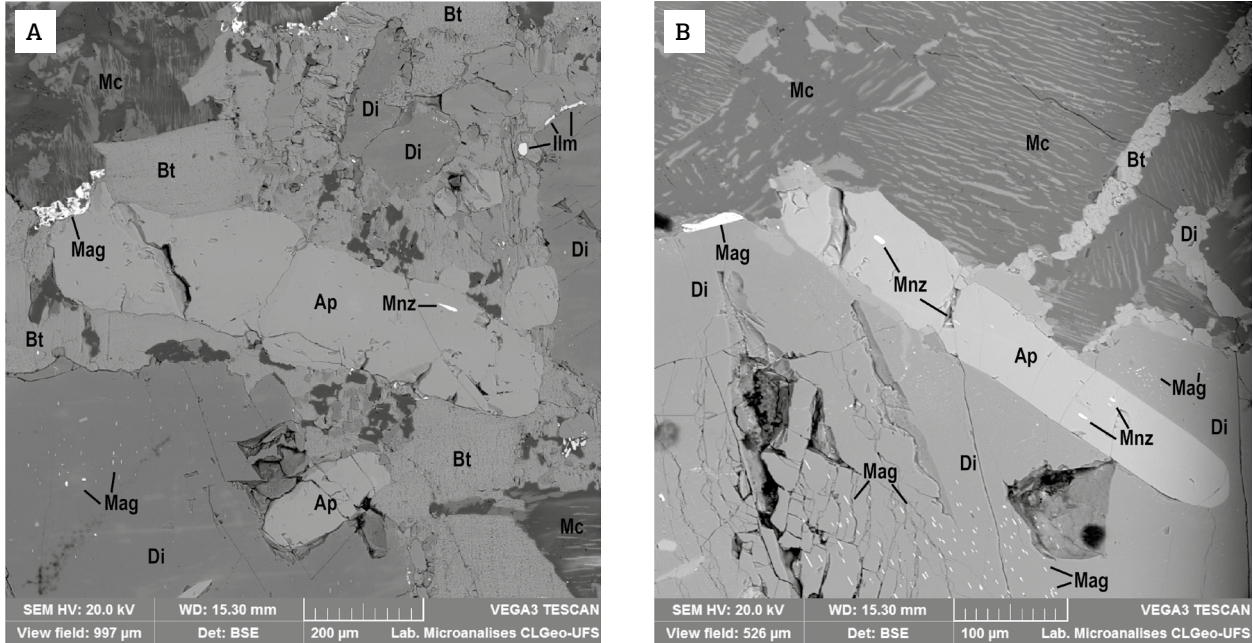 A
Bt
Mc
Di
Di
Ilm
Bt
Mag
Di
Ap
Mnz
Bt
Bt
Mag
Ap
Di
Mc
SEM HV: 20.0 kV WD: 15.30 mm VEGA3 TESCAN
View field: 997 µm Det: BSE 200 µm Lab. Microanalises CLGeo-UFS
B
Mc
Mc
Bt
Di
Mag
Di
Mnz
Ap
Mag
Di
Mnz
Di
Mag
Mag
SEM HV: 20.0 kV WD: 15.30 mm VEGA3 TESCAN
View field: 526 µm Det: BSE 100 µm Lab. Microanalises CLGeo-UFS